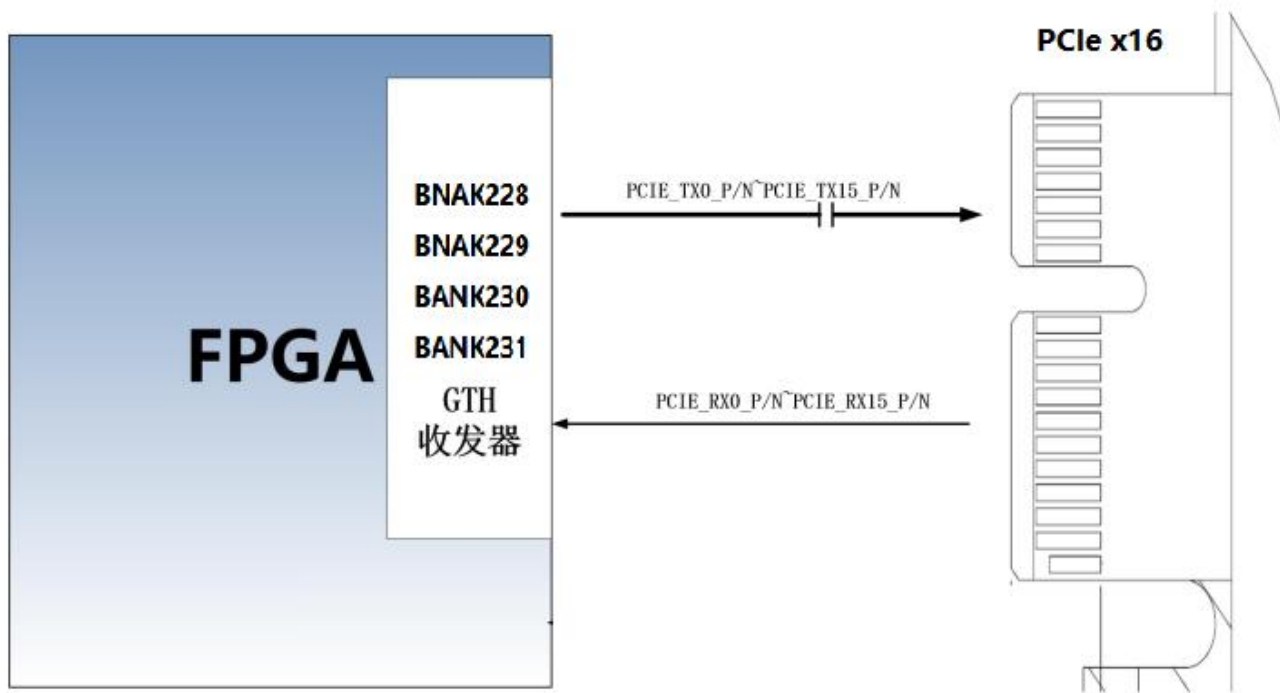 PCIe x16
BNAK228
BNAK229
BANK230
BANK231
GTH
收发器
FPGA
PCIE_TX0_P/N~PCIE_TX15_P/N
PCIE_RX0_P/N~PCIE_RX15_P/N